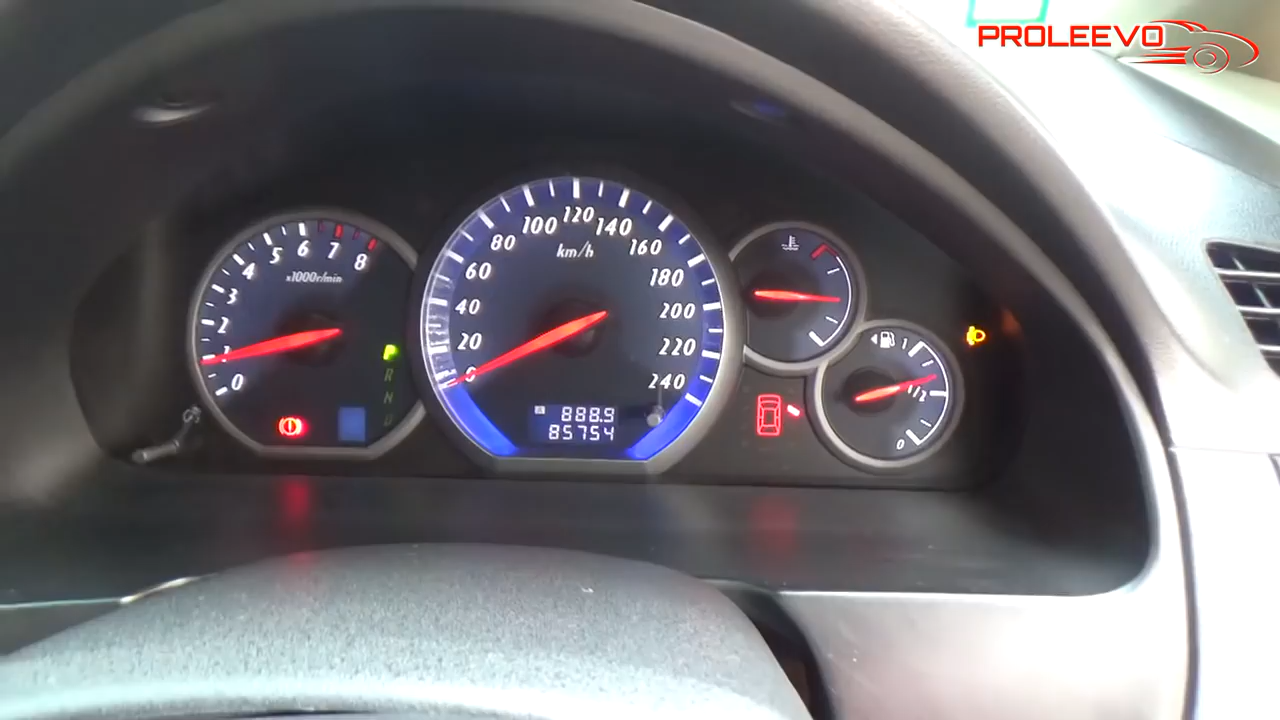 PROLEEVO
0 1 2 3 4 5 6 7 8
x1000r/min
P
R
N
D
0 20 40 60 80 100 120 140 160 180 200 220 240
km/h
A
888.9
85754
1
1/2
0